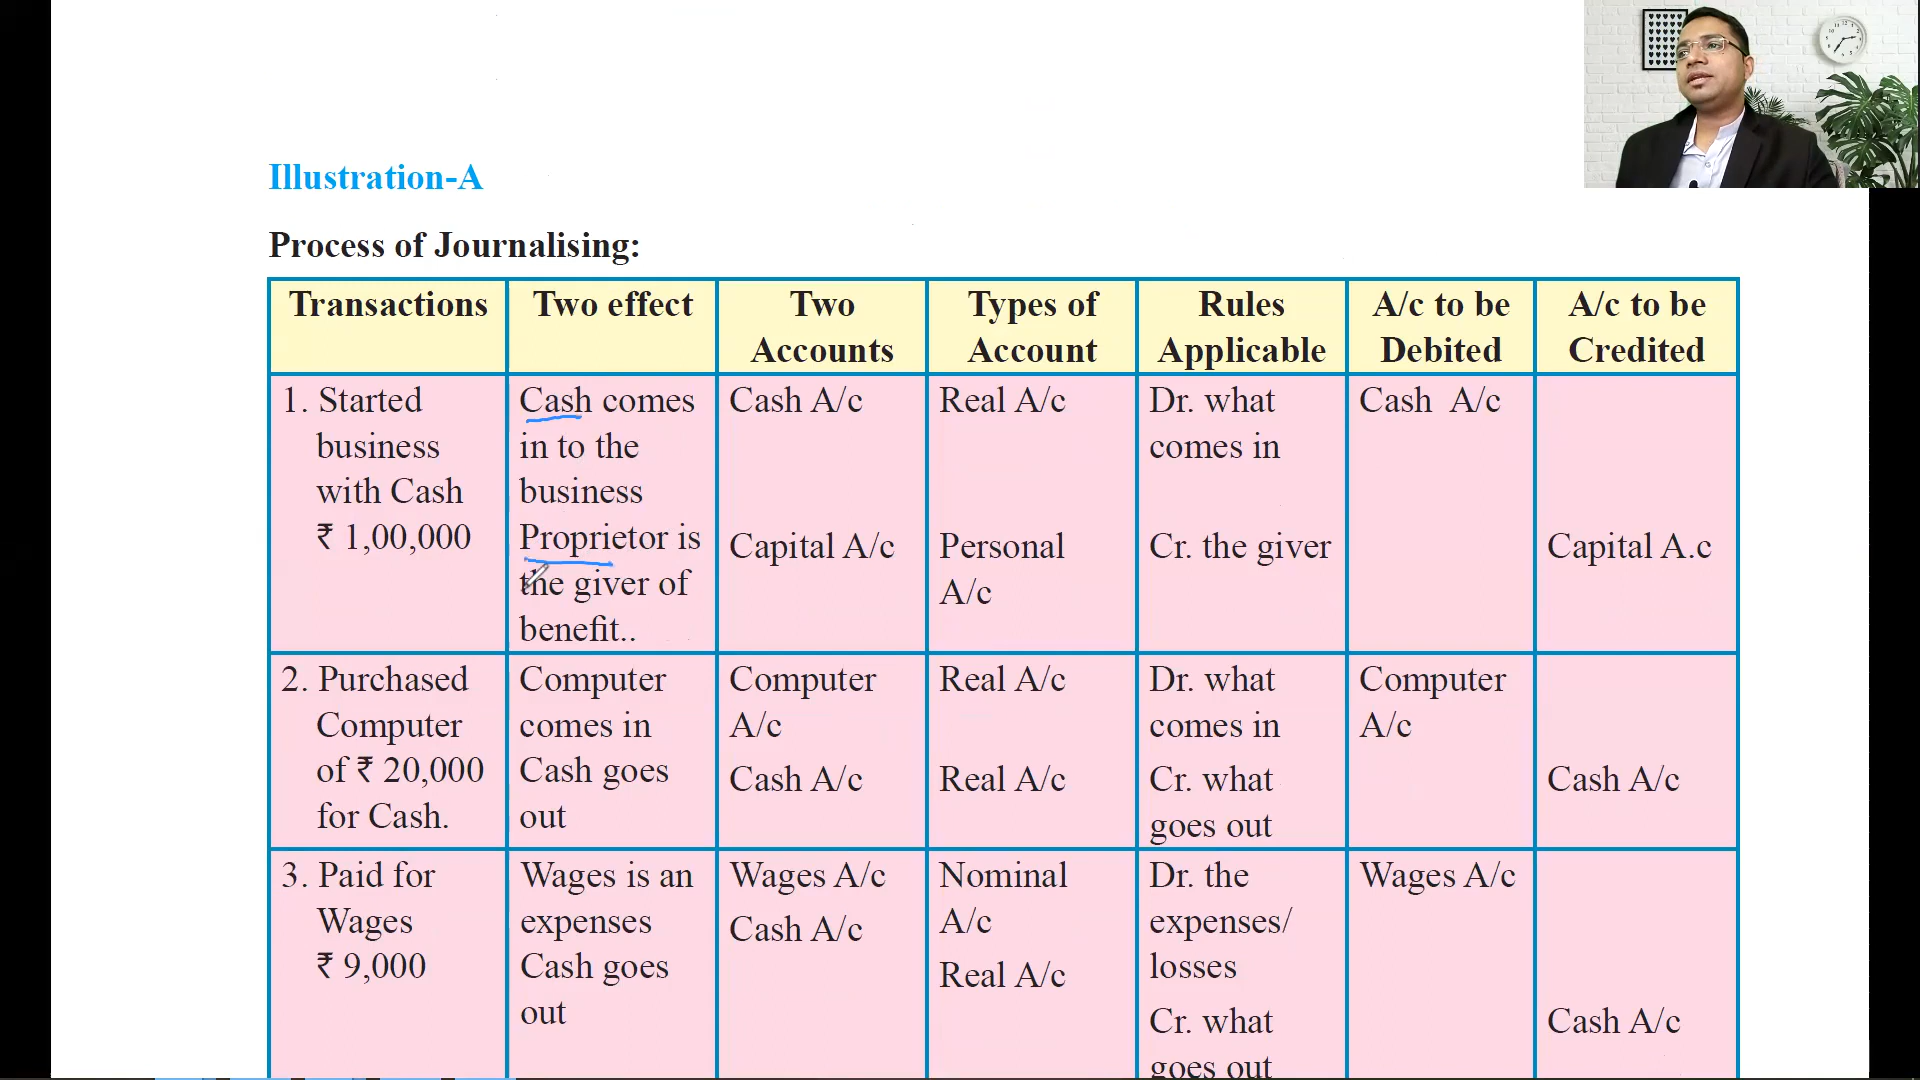 Illustration-A
Process of Journalising:
Transactions
Two effect
Two
Accounts
Types of
Account
Rules
Applicable
A/c to be
Debited
A/c to be
Credited
1. Started
business
with Cash
₹ 1,00,000
Cash comes
in to the
business
Proprietor is
the giver of
benefit..
Cash A/c
Capital A/c
Real A/c
Personal
A/c
Dr. what
comes in
Cr. the giver
Cash A/c
Capital A.c
2. Purchased
Computer
of ₹ 20,000
for Cash.
Computer
comes in
Cash goes
out
Computer
A/c
Cash A/c
Real A/c
Real A/c
Dr. what
comes in
Cr. what
goes out
Computer
A/c
Cash A/c
3. Paid for
Wages
₹ 9,000
Wages is an
expenses
Cash goes
out
Wages A/c
Cash A/c
Nominal
A/c
Real A/c
Dr. the
expenses/
losses
Cr. what
goes out
Wages A/c
Cash A/c